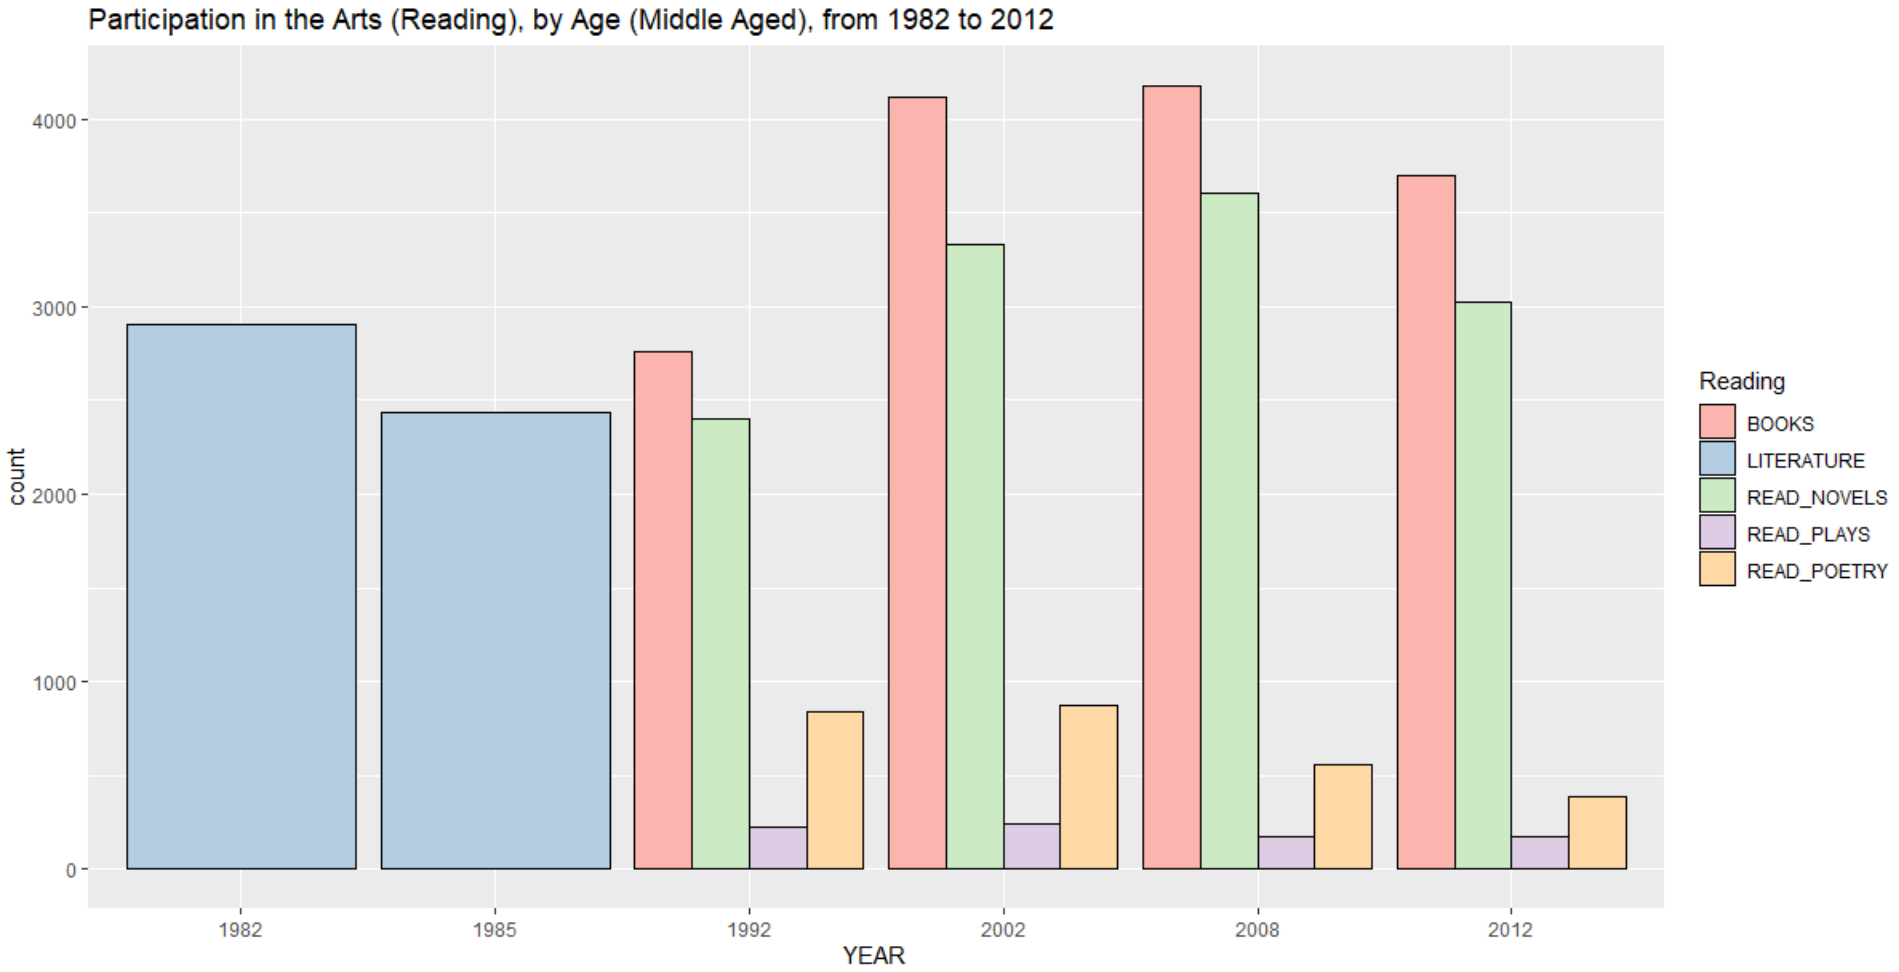 Participation in the Arts (Reading), by Age (Middle Aged), from 1982 to 2012
4000
3000
2000
1000
0
count
1982
1985
1992
2002
2008
2012
YEAR
Reading
BOOKS
LITERATURE
READ_NOVELS
READ_PLAYS
READ_POETRY